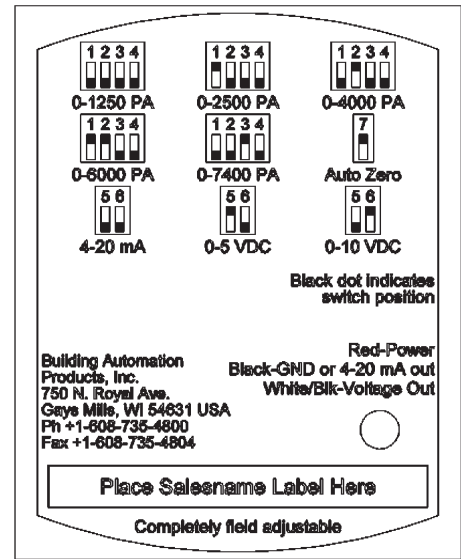 1 2 3 4 1 2 3 4 1 2 3 4
0-1250 PA 0-2500 PA 0-4000 PA
1 2 3 4 1 2 3 4 7
0-6000 PA 0-7400 PA Auto Zero
5 6 5 6 5 6
4-20 mA 0-5 VDC 0-10 VDC
Black dot indicates
switch position
Red-Power
Black-GND or 4-20 mA out
White/Blk-Voltage Out
Building Automation
Products, Inc.
750 N. Royal Ave.
Gays Mills, WI 54631 USA
Ph +1-608-735-4800
Fax +1-608-735-4804
Place Salesname Label Here
Completely field adjustable